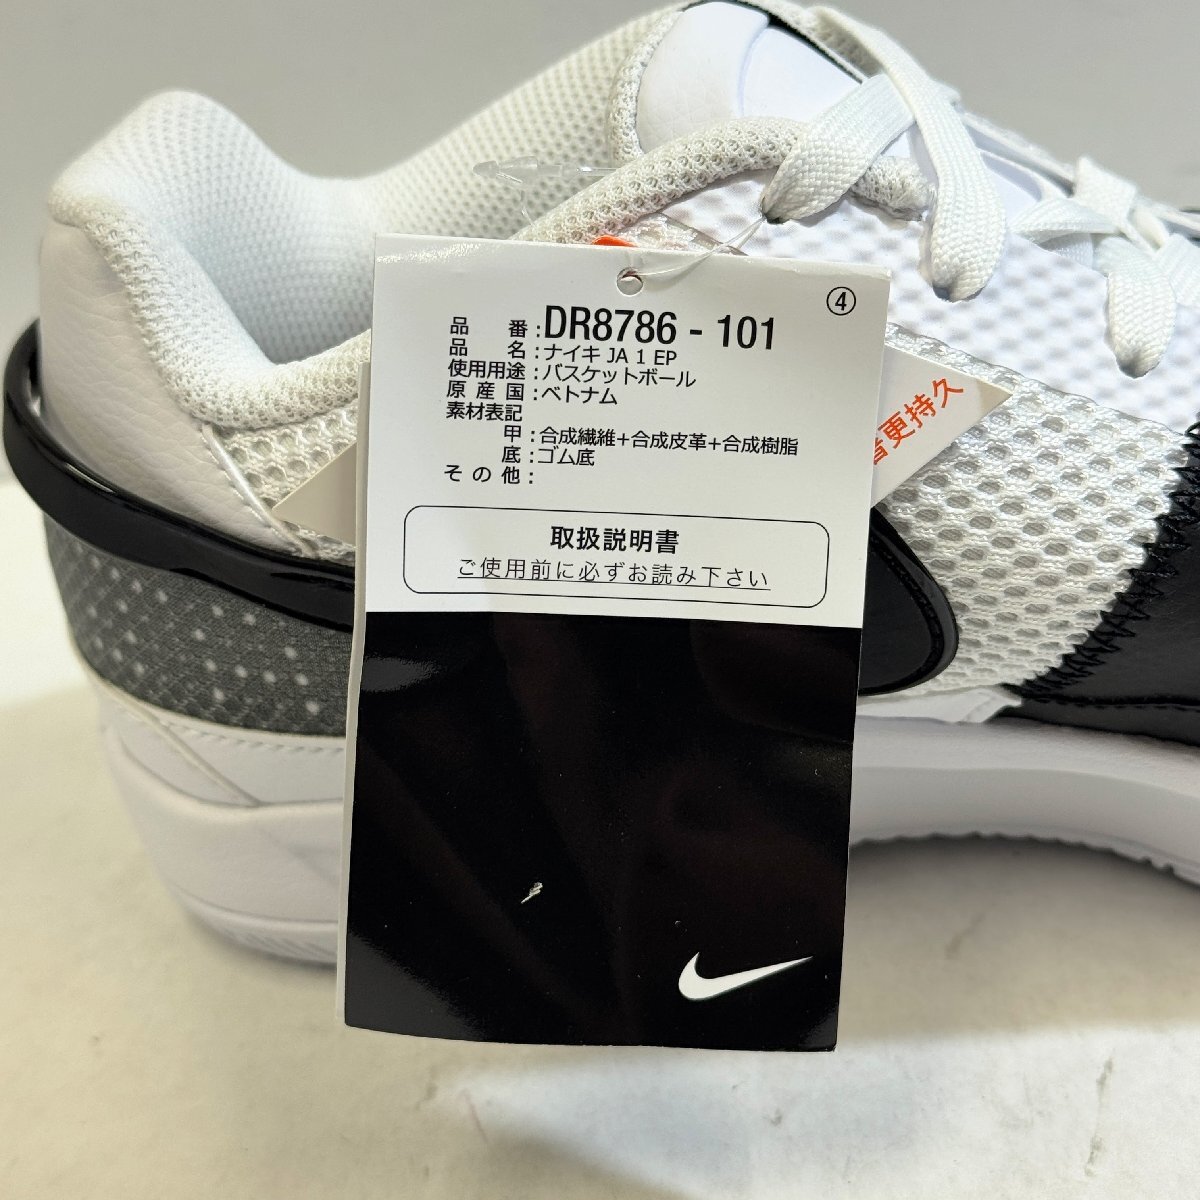 ④
品番:DR8786-101
品名:ナイキ JA 1 EP
使用用途:バスケットボール
原産国:ベトナム
素材表記
甲:合成繊維+合成皮革+合成樹脂
底:ゴム底
その他:
取扱説明書
ご使用前に必ずお読み下さい
更持久